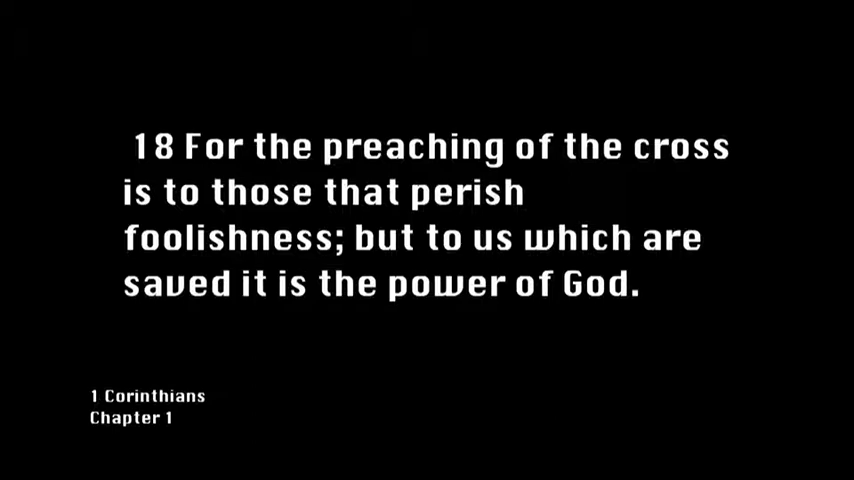 18 For the preaching of the cross
is to those that perish
foolishness; but to us which are
saved it is the power of God.
1 Corinthians
Chapter 1